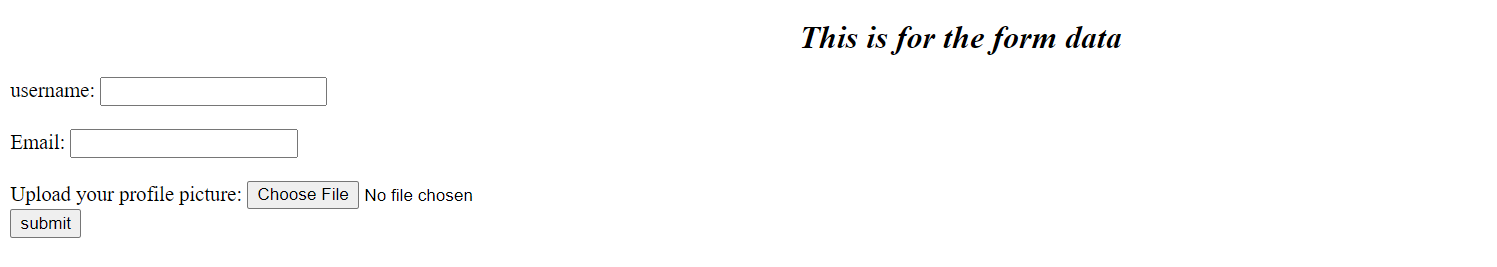 This is for the form data
username:
Email:
Upload your profile picture: Choose File No file chosen
submit